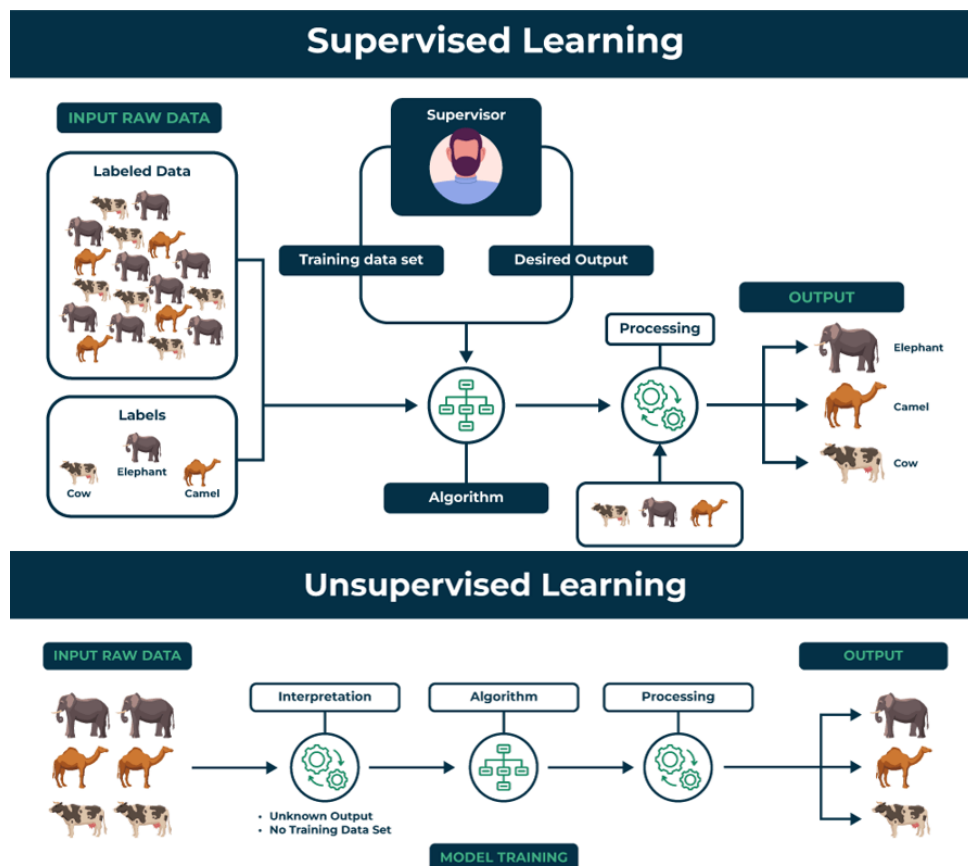 Supervised Learning
INPUT RAW DATA
Labeled Data
Labels
Elephant
Cow
Camel
Supervisor
Training data set
Desired Output
Algorithm
Processing
OUTPUT
Elephant
Camel
Cow
Unsupervised Learning
INPUT RAW DATA
Interpretation
• Unknown Output
• No Training Data Set
Algorithm
Processing
OUTPUT
MODEL TRAINING